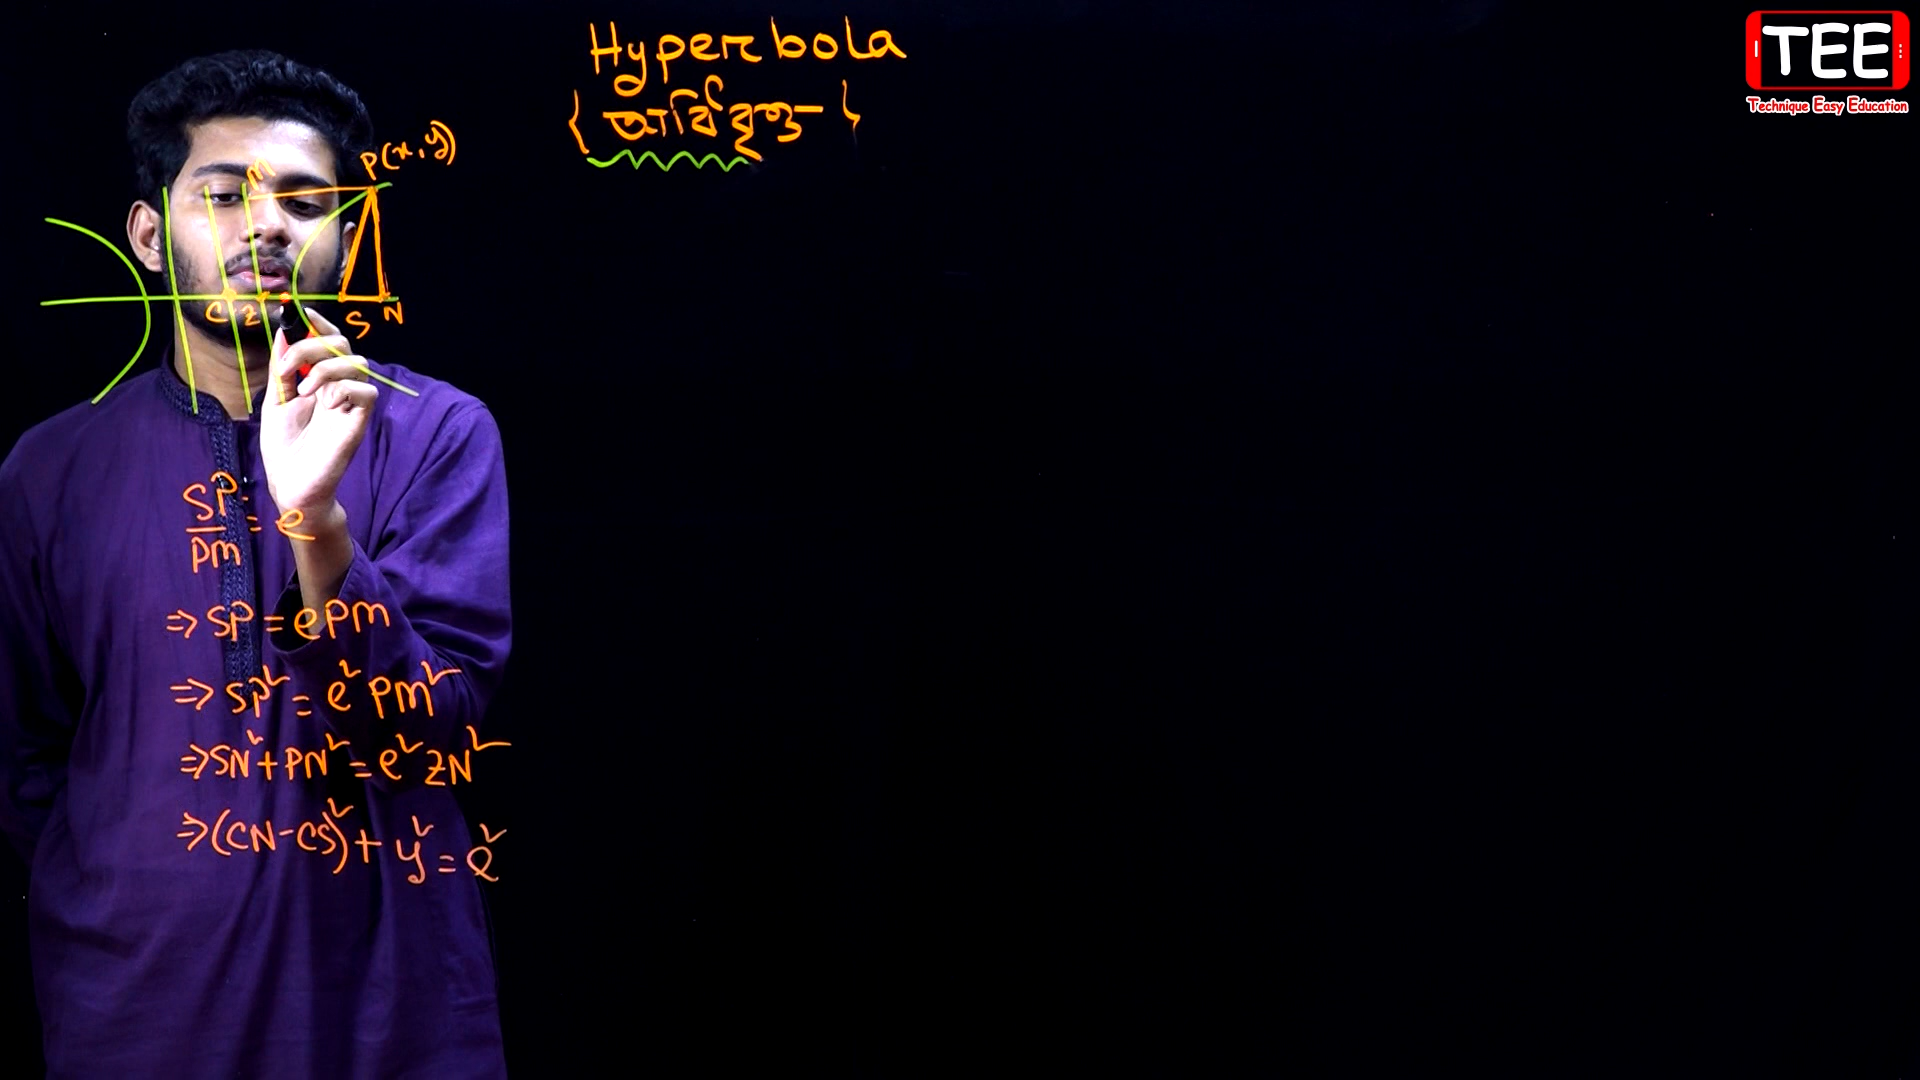 Hyperbola
{ অধিবৃত্ত }
TEE
Technique Easy Education
P(x, y)
M
C Z S N
SP/PM = e
⇒ SP = ePM
⇒ SP² = e² PM²
⇒ SN² + PN² = e² ZN²
⇒ (CN - CS)² + y² = e²